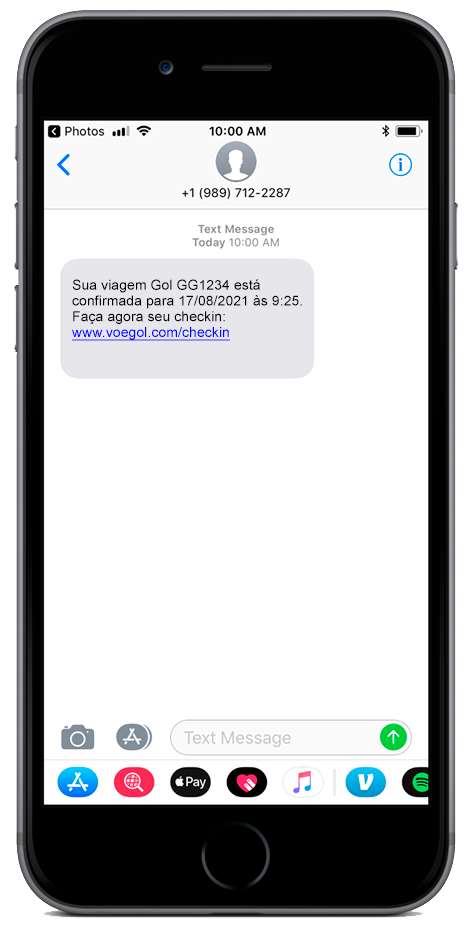 Photos
10:00 AM
+1 (989) 712-2287
Text Message
Today 10:00 AM
Sua viagem Gol GG1234 está
confirmada para 17/08/2021 às 9:25.
Faça agora seu checkin:
www.voegol.com/checkin
Text Message
Pay